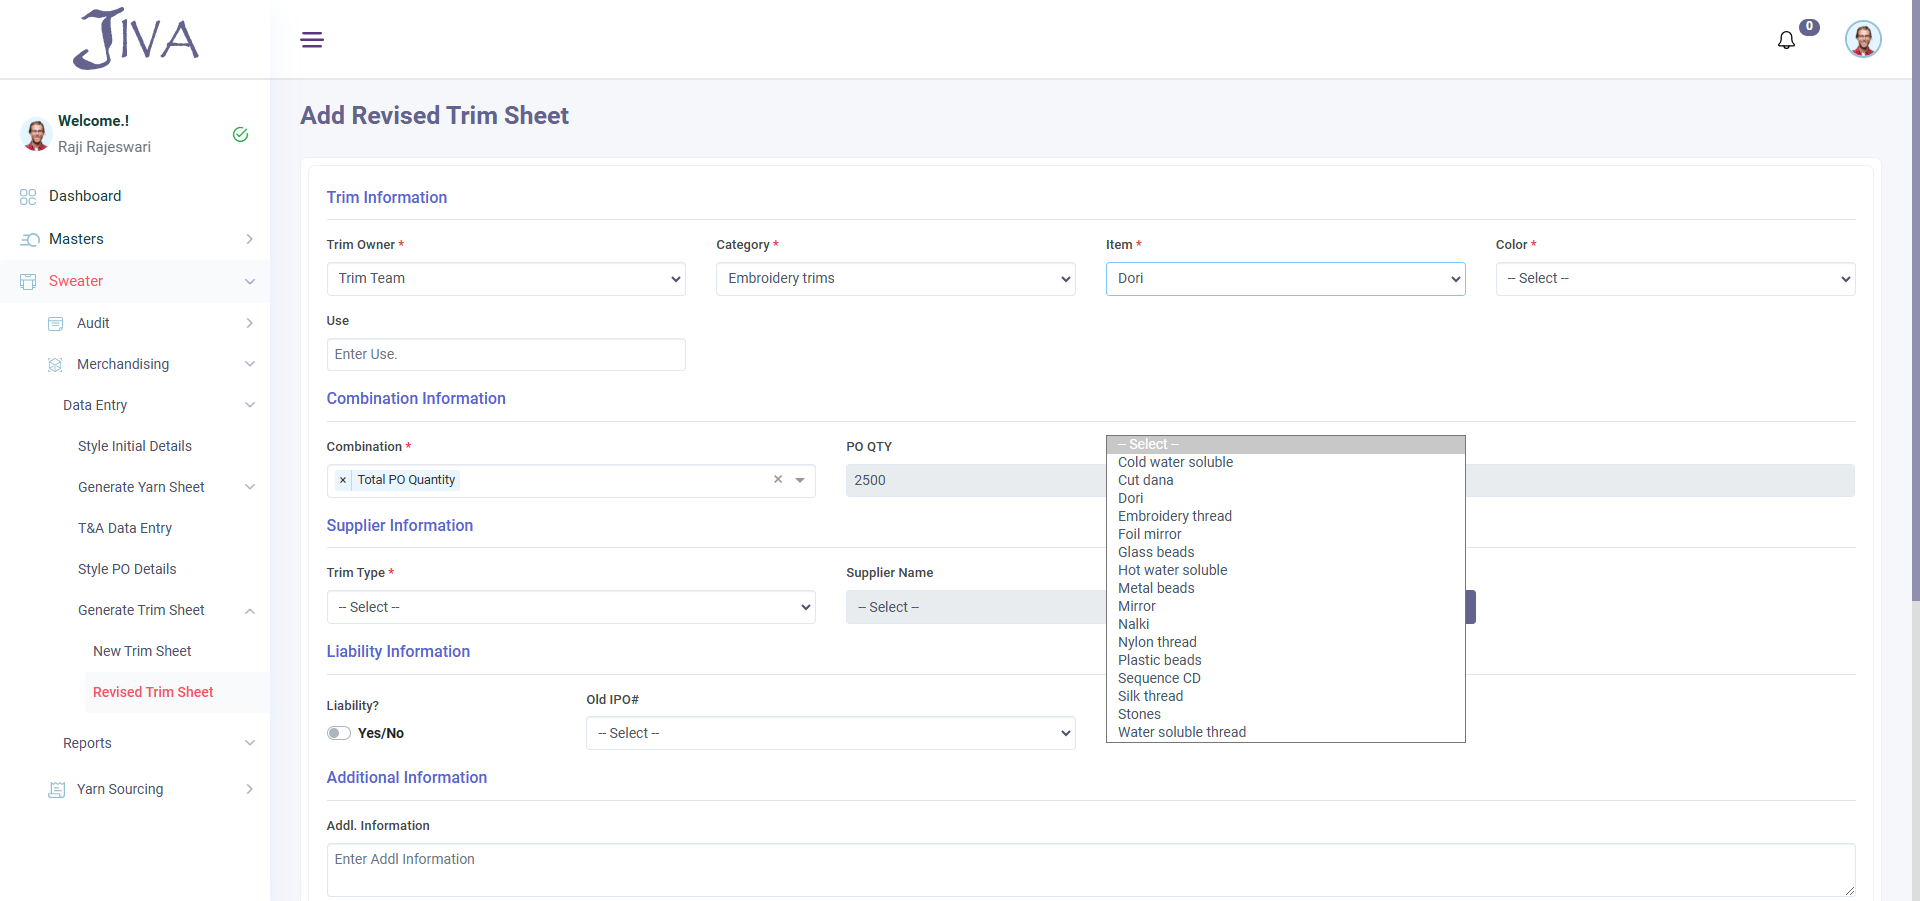 JIVA
0
Welcome.!
Raji Rajeswari
Dashboard
Masters
Sweater
Audit
Merchandising
Data Entry
Style Initial Details
Generate Yarn Sheet
T&A Data Entry
Style PO Details
Generate Trim Sheet
New Trim Sheet
Revised Trim Sheet
Reports
Yarn Sourcing
Add Revised Trim Sheet
Trim Information
Trim Owner *
Category *
Item *
Color *
Trim Team
Embroidery trims
Dori
-- Select --
Use
Enter Use.
Combination Information
Combination *
PO QTY
× Total PO Quantity ×
2500
Supplier Information
Trim Type *
Supplier Name
-- Select --
-- Select --
Liability Information
Liability?
Yes/No
Old IPO#
-- Select --
-- Select --
Cold water soluble
Cut dana
Dori
Embroidery thread
Foil mirror
Glass beads
Hot water soluble
Metal beads
Mirror
Nalki
Nylon thread
Plastic beads
Sequence CD
Silk thread
Stones
Water soluble thread
Additional Information
Addl. Information
Enter Addl Information